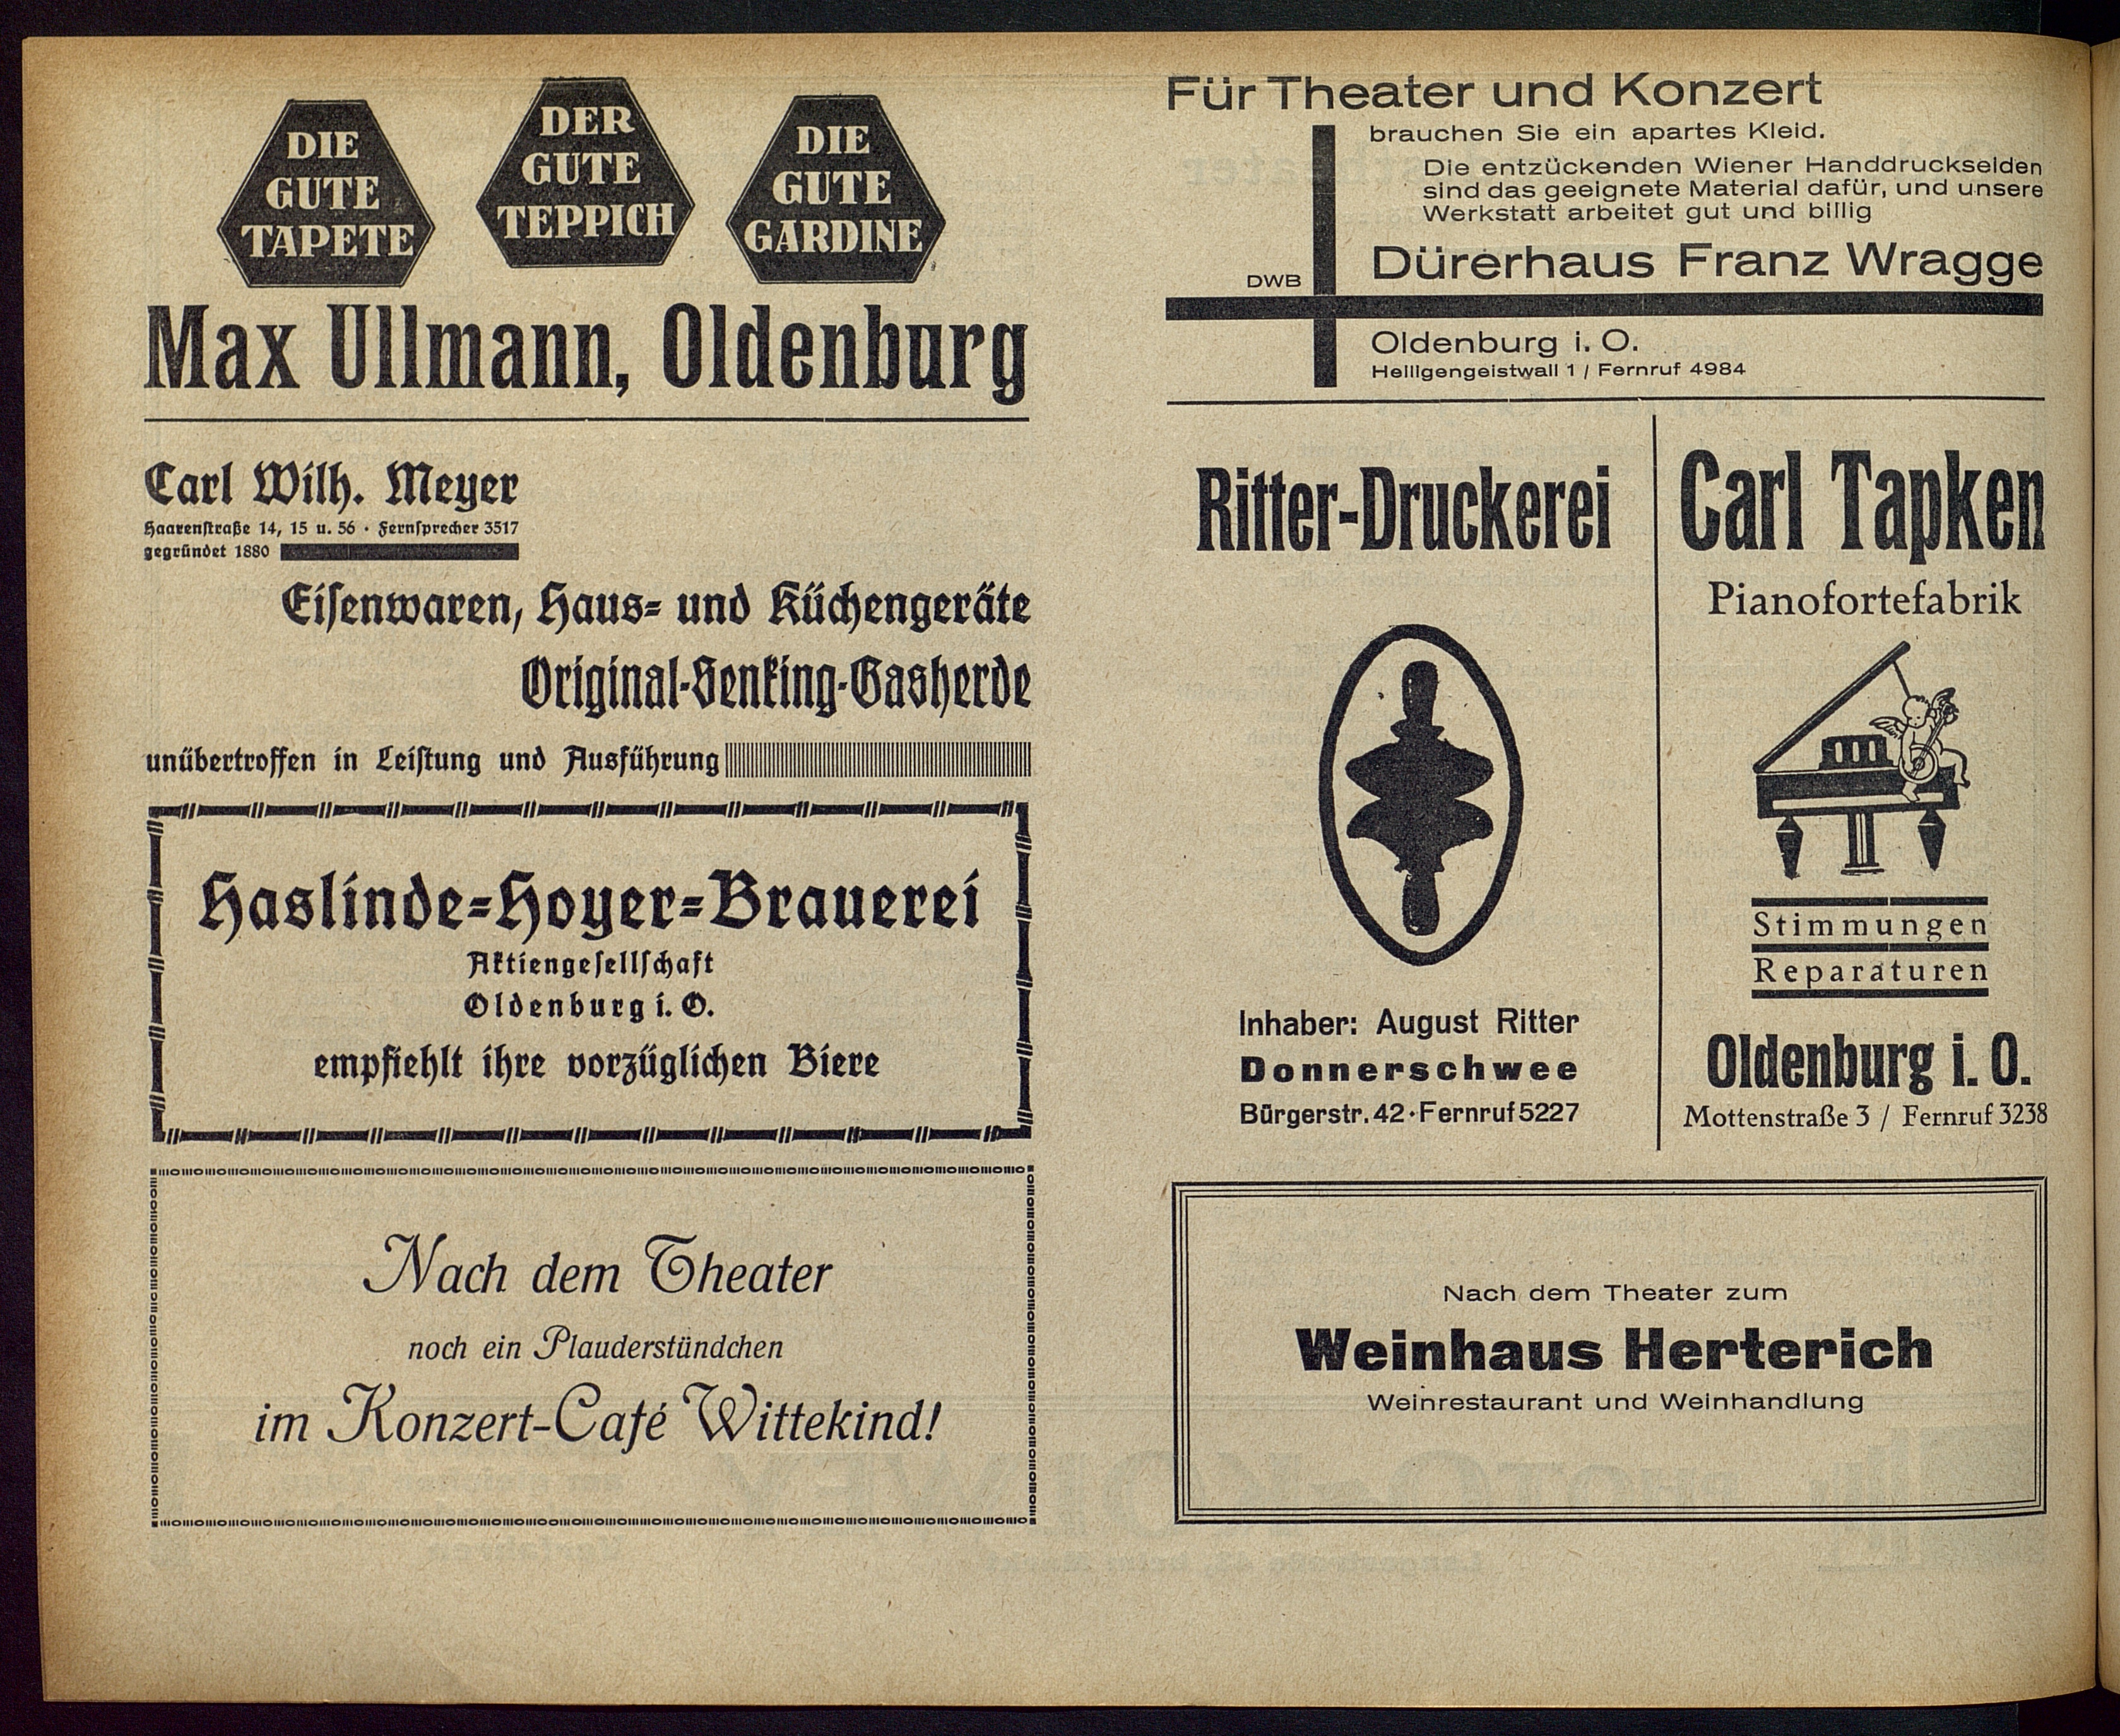 DIE
GUTE
TAPETE
DER
GUTE
TEPPICH
DIE
GUTE
GARDINE
Max Ullmann, Oldenburg
Carl Wilh. Meyer
Haarenstraße 14, 15 u. 56 · Fernsprecher 3517
gegründet 1880
Eisenwaren, Haus- und Küchengeräte
Original-Senking-Gasherde
unübertroffen in Leistung und Ausführung
Haslinde-Hoyer-Brauerei
Aktiengesellschaft
Oldenburg i. O.
empfiehlt ihre vorzüglichen Biere
Nach dem Theater
noch ein Plauderstündchen
im Konzert-Café Wittekind!
Für Theater und Konzert
brauchen Sie ein apartes Kleid.
Die entzückenden Wiener Handdruckseiden
sind das geeignete Material dafür, und unsere
Werkstatt arbeitet gut und billig
DWB
Dürerhaus Franz Wragge
Oldenburg i. O.
Heiligengeistwall 1 / Fernruf 4984
Ritter-Druckerei
Inhaber: August Ritter
Donnerschwee
Bürgerstr. 42 · Fernruf 5227
Carl Tapken
Pianofortefabrik
Stimmungen
Reparaturen
Oldenburg i. O.
Mottenstraße 3 / Fernruf 3238
Nach dem Theater zum
Weinhaus Herterich
Weinrestaurant und Weinhandlung